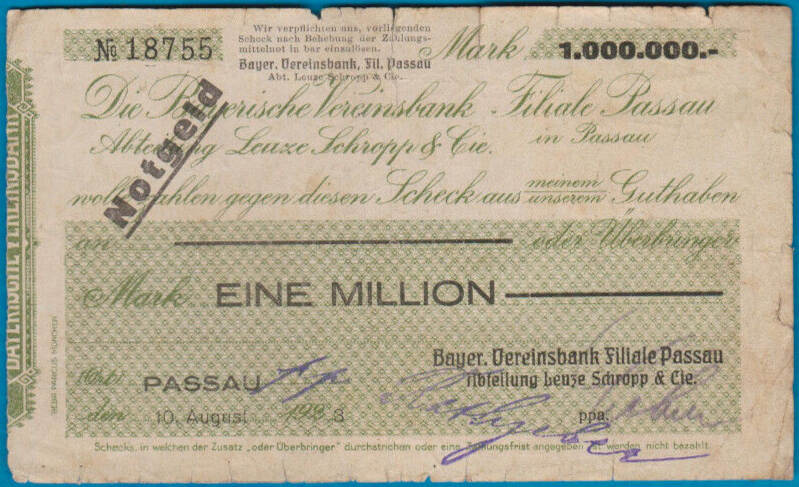 Wir verpflichten uns, vorliegenden
Scheck nach Behebung der Zahlungs-
mittelnot in bar einzulösen.
Bayer. Vereinsbank, Fil. Passau
Abt. Leuze Schropp & Cie.
№ 18755
Mark 1.000.000.-
Notgeld
Die Bayerische Vereinsbank Filiale Passau
Abteilung Leuze Schropp & Cie. in Passau
wolle zahlen gegen diesen Scheck aus meinem unserem Guthaben
an oder Überbringer
Mark EINE MILLION
Bayer. Vereinsbank Filiale Passau
Abteilung Leuze Schropp & Cie.
(Ort) PASSAU
den 10. August 1923
ppa.
Schecks, in welchen der Zusatz „oder Überbringer" durchstrichen oder eine Zahlungsfrist angegeben ist werden nicht bezahlt.
BAYERISCHE VEREINSBANK